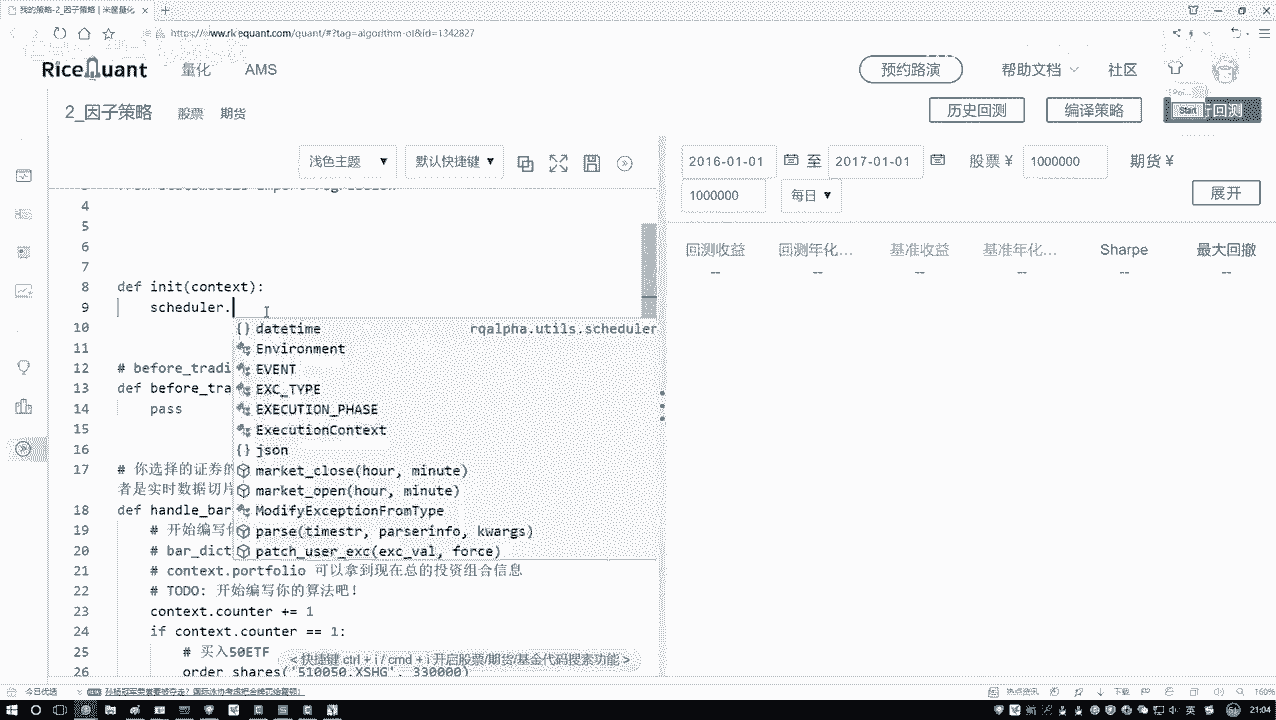 我的策略-2_因子策略 | 米筐量化
https://www.ricequant.com/quant/#?tag=algorithm-ol&id=1342827
RiceQuant 量化 AMS 预约路演 帮助文档 社区
2_因子策略 股票 期货 历史回测 编译策略 Start 回测
浅色主题 默认快捷键
2016-01-01 至 2017-01-01 股票 ¥ 1000000 期货 ¥
1000000 每日 展开
回测收益 回测年化... 基准收益 基准年化... Sharpe 最大回撤
-- -- -- -- -- --
4
5
6
7
8 def init(context):
9 scheduler.
10 datetime rqalpha.utils.scheduler
11 Environment
12 # before_tradi EVENT
13 def before_tra EXC_TYPE
14 pass EXECUTION_PHASE
15 ExecutionContext
16 json
17 # 你选择的证券的 market_close(hour, minute)
者是实时数据切片 market_open(hour, minute)
18 def handle_bar ModifyExceptionFromType
19 # 开始编写 parse(timestr, parserinfo, kwargs)
20 # bar_dict patch_user_exc(exc_val, force)
21 # context.portfolio 可以拿到现在总的投资组合信息
22 # TODO: 开始编写你的算法吧！
23 context.counter += 1
24 if context.counter == 1:
25 # 买入50ETF
< 快捷键 ctrl + i / cmd + i 开启股票/期货/基金代码搜索功能 >
26 order_shares('510050.XSHG', 330000)
今日优选 热点资讯 下载 160%
英 21:04